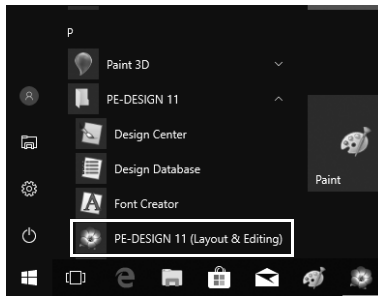 P
Paint 3D
PE-DESIGN 11
Design Center
Design Database
Paint
Font Creator
PE-DESIGN 11 (Layout & Editing)